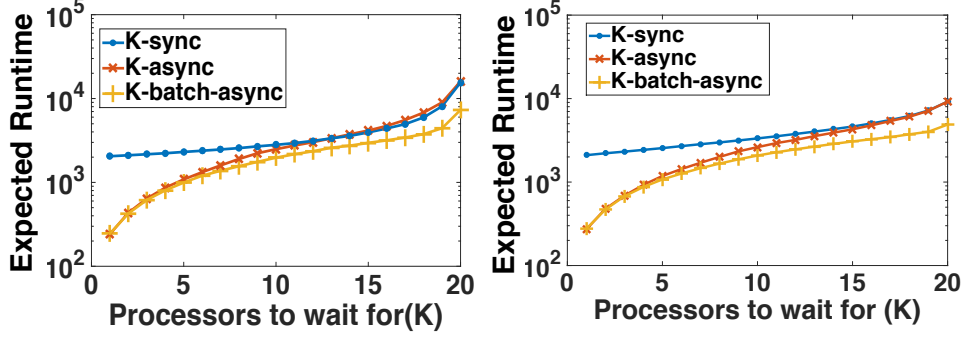 10^5
K-sync
K-async
K-batch-async
10^4
10^3
10^2
Expected Runtime
0 5 10 15 20
Processors to wait for(K)
10^5
K-sync
K-async
K-batch-async
10^4
10^3
10^2
Expected Runtime
0 5 10 15 20
Processors to wait for (K)